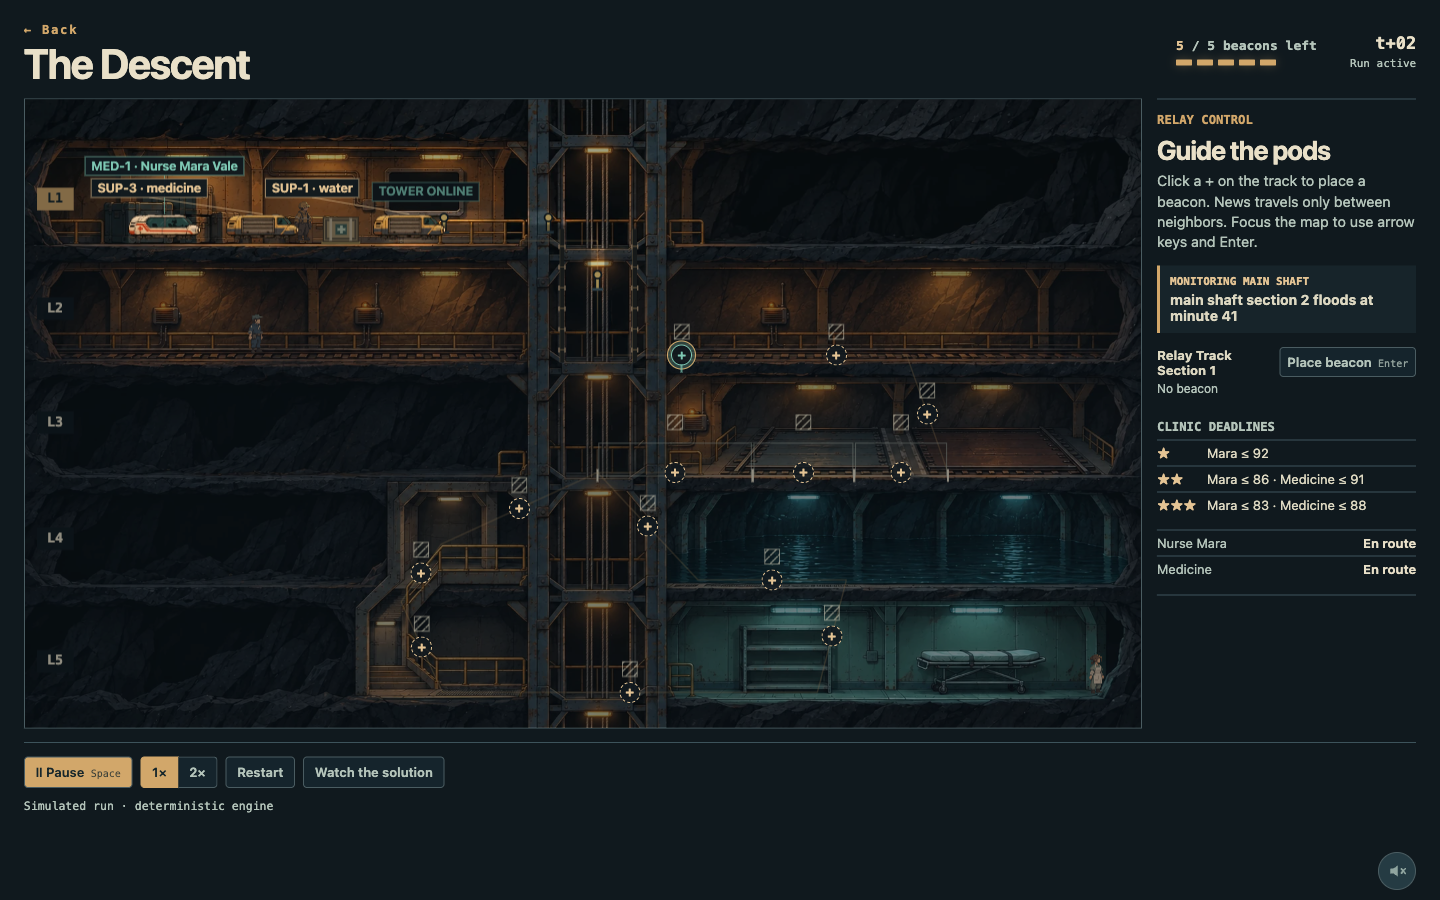 ← Back
The Descent
5 / 5 beacons left
t+02
Run active
MED-1 · Nurse Mara Vale
SUP-3 · medicine
SUP-1 · water
TOWER ONLINE
L1
L2
L3
L4
L5
RELAY CONTROL
Guide the pods
Click a + on the track to place a
beacon. News travels only between
neighbors. Focus the map to use arrow
keys and Enter.
MONITORING MAIN SHAFT
main shaft section 2 floods at
minute 41
Relay Track
Section 1
No beacon
Place beacon Enter
CLINIC DEADLINES
★ Mara ≤ 92
★★ Mara ≤ 86 · Medicine ≤ 91
★★★ Mara ≤ 83 · Medicine ≤ 88
Nurse Mara En route
Medicine En route
II Pause Space
1×
2×
Restart
Watch the solution
Simulated run · deterministic engine